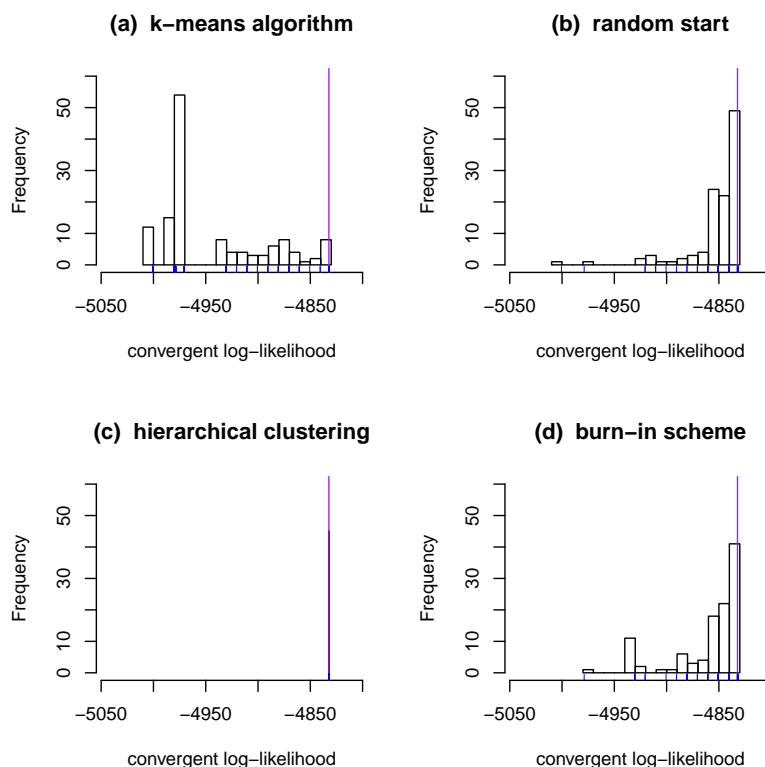 (a) k−means algorithm
Frequency
0 10 30 50
−5050 −4950 −4850
convergent log−likelihood
(b) random start
Frequency
0 10 30 50
−5050 −4950 −4850
convergent log−likelihood
(c) hierarchical clustering
Frequency
0 10 30 50
−5050 −4950 −4850
convergent log−likelihood
(d) burn−in scheme
Frequency
0 10 30 50
−5050 −4950 −4850
convergent log−likelihood